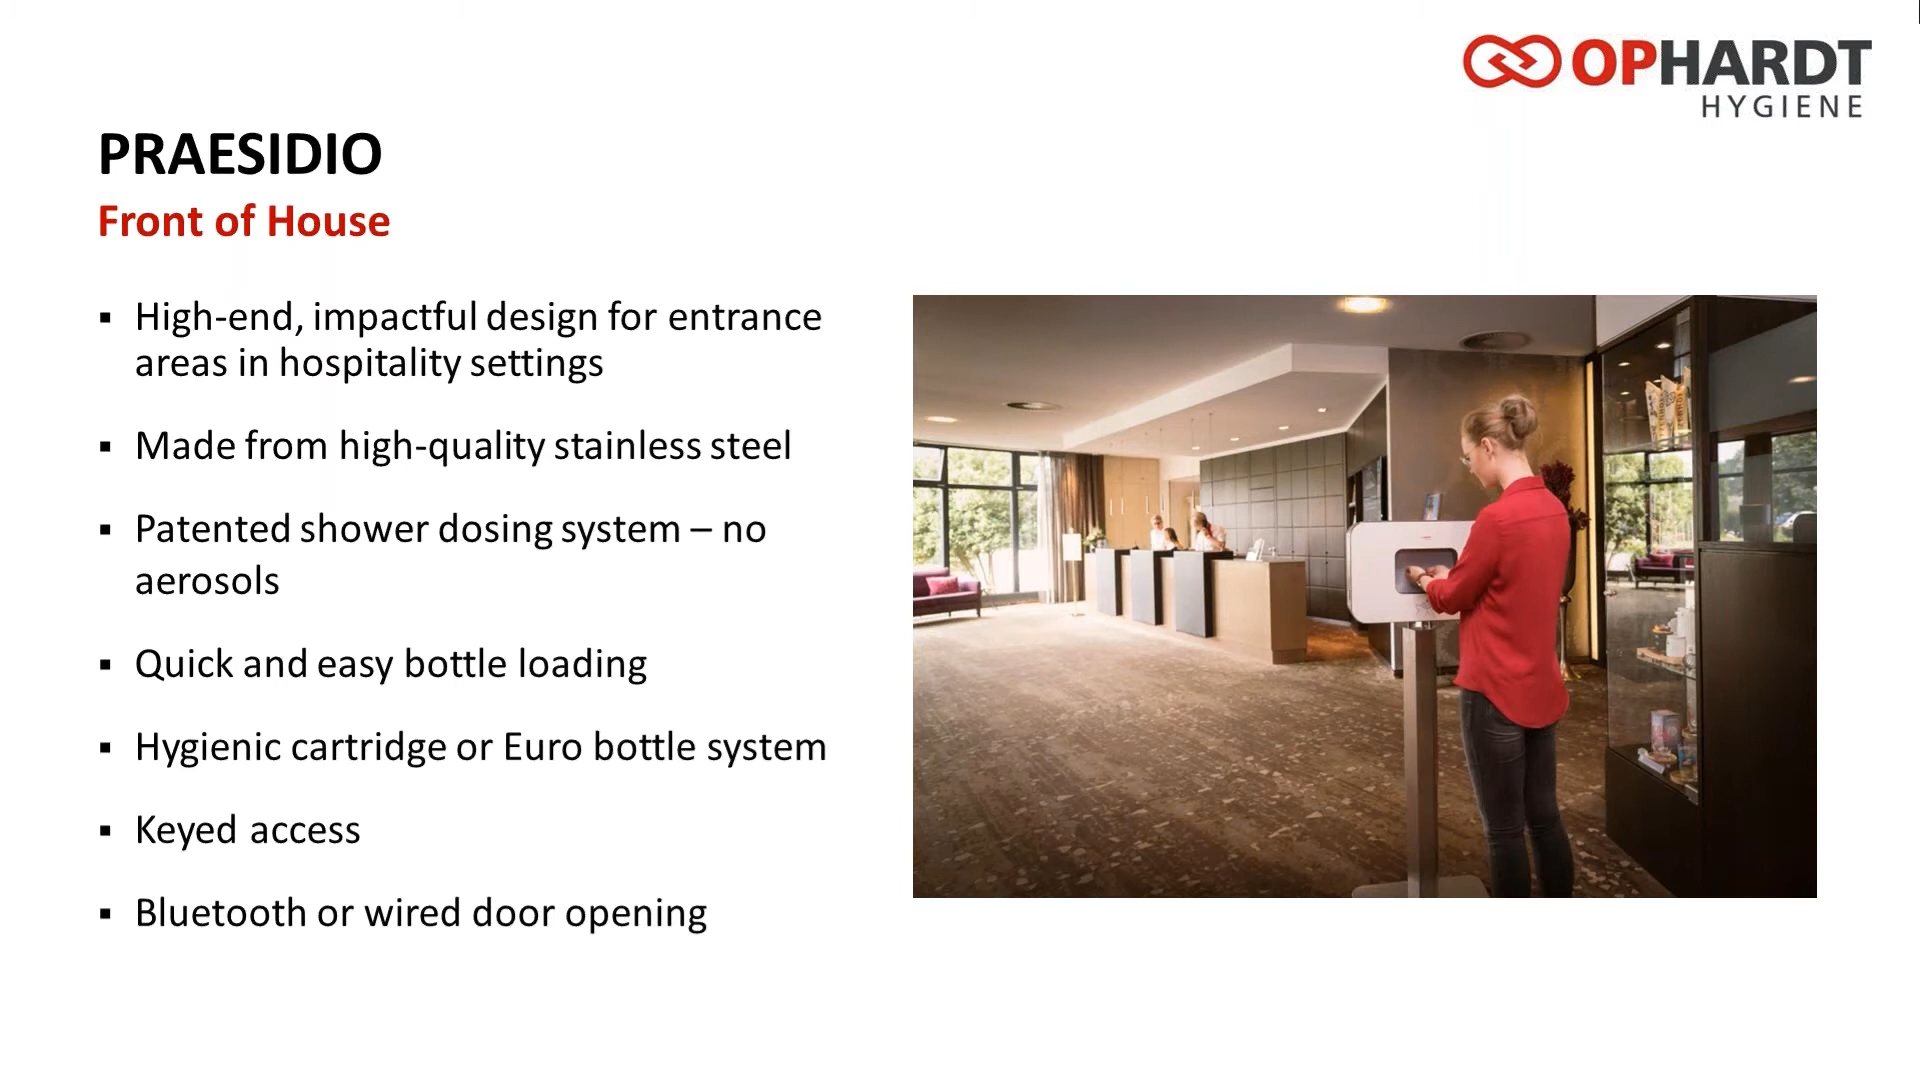 OPHARDT
HYGIENE
PRAESIDIO
Front of House
▪ High-end, impactful design for entrance
areas in hospitality settings
▪ Made from high-quality stainless steel
▪ Patented shower dosing system – no
aerosols
▪ Quick and easy bottle loading
▪ Hygienic cartridge or Euro bottle system
▪ Keyed access
▪ Bluetooth or wired door opening